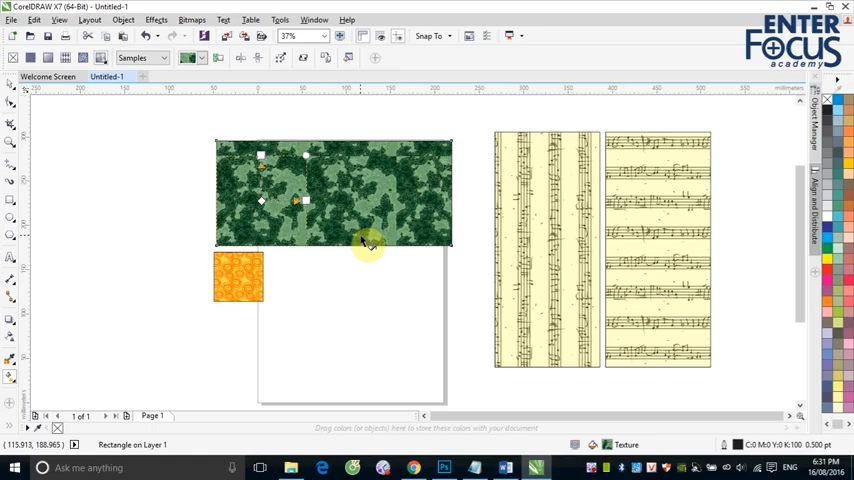 CorelDRAW X7 (64-Bit) - Untitled-1
File Edit View Layout Object Effects Bitmaps Text Table Tools Window Help
37% Snap To
Samples
ENTER
FOCUS
academy
Welcome Screen Untitled-1
millimeters
Object Manager
Align and Distribute
1 of 1 Page 1
Drag colors (or objects) here to store these colors with your document
(115.913, 188.965) Rectangle on Layer 1 Texture C:0 M:0 Y:0 K:100 0.500 pt
Ask me anything ENG 6:31 PM
16/08/2016